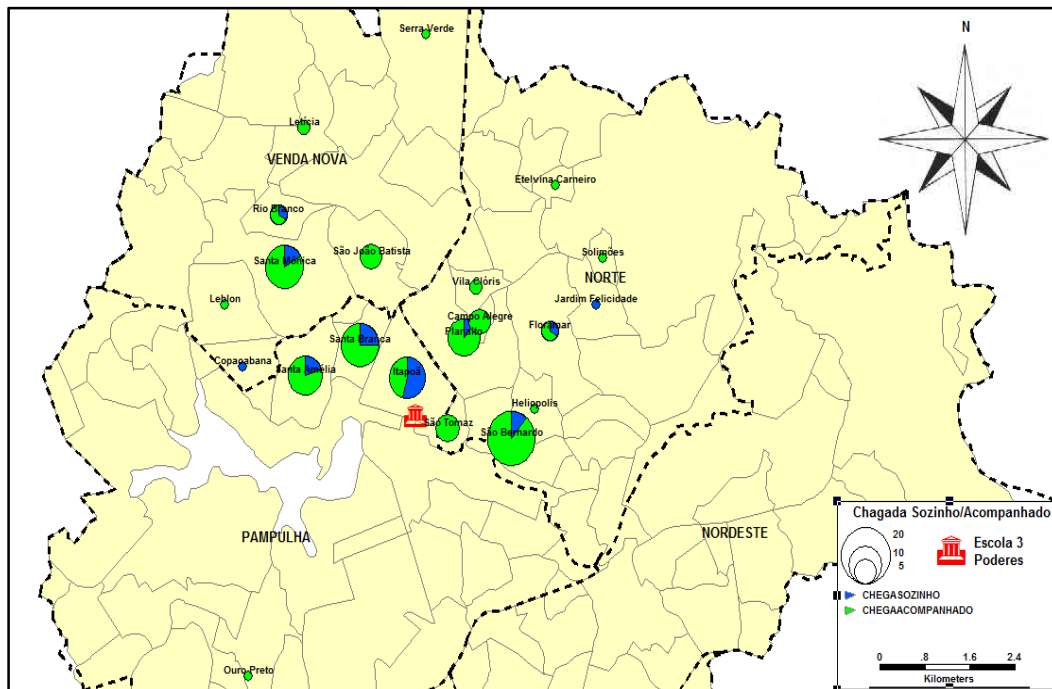 Serra Verde
N
Letícia
VENDA NOVA
Etelvina Carneiro
Rio Branco
São João Batista
Santa Mônica
Solimões
NORTE
Vila Clóris
Leblon
Jardim Felicidade
Campo Alegre
Planalto
Floramar
Santa Branca
Copacabana
Santa Amélia
Itapoã
Heliopolis
São Tomaz
São Bernardo
PAMPULHA
NORDESTE
Chagada Sozinho/Acompanhado
20
10
5
Escola 3
Poderes
CHEGASOZINHO
CHEGAACOMPANHADO
0 .8 1.6 2.4
Kilometers
Ouro Preto